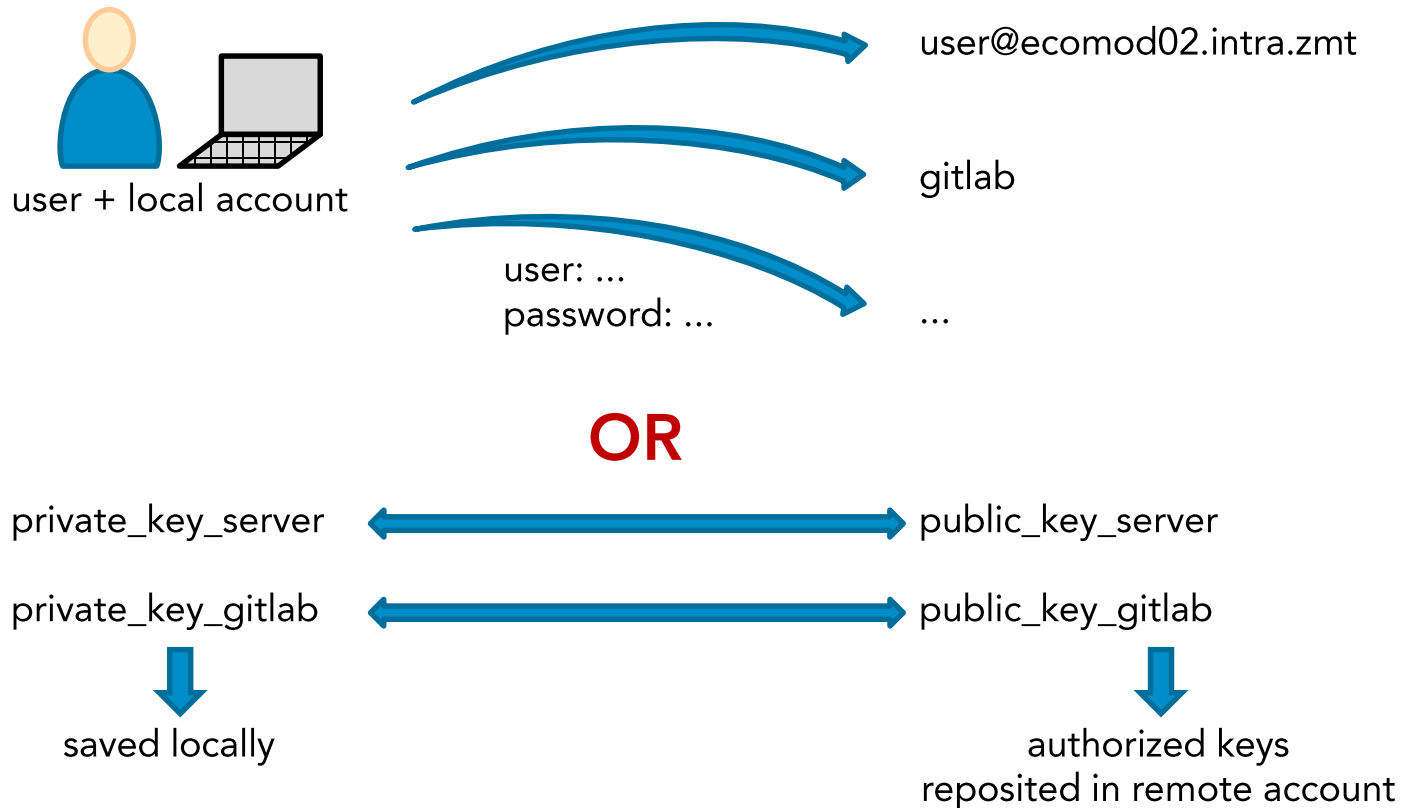 user@ecomod02.intra.zmt
gitlab
user + local account
user: ...
password: ...
...
OR
private_key_server
public_key_server
private_key_gitlab
public_key_gitlab
saved locally
authorized keys
reposited in remote account